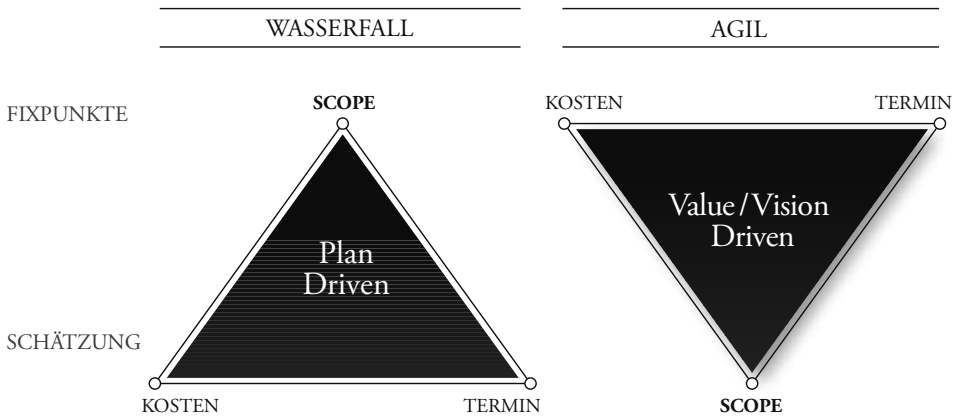 WASSERFALL
AGIL
FIXPUNKTE
SCOPE
KOSTEN
TERMIN
Plan
Driven
Value/Vision
Driven
SCHÄTZUNG
KOSTEN
TERMIN
SCOPE